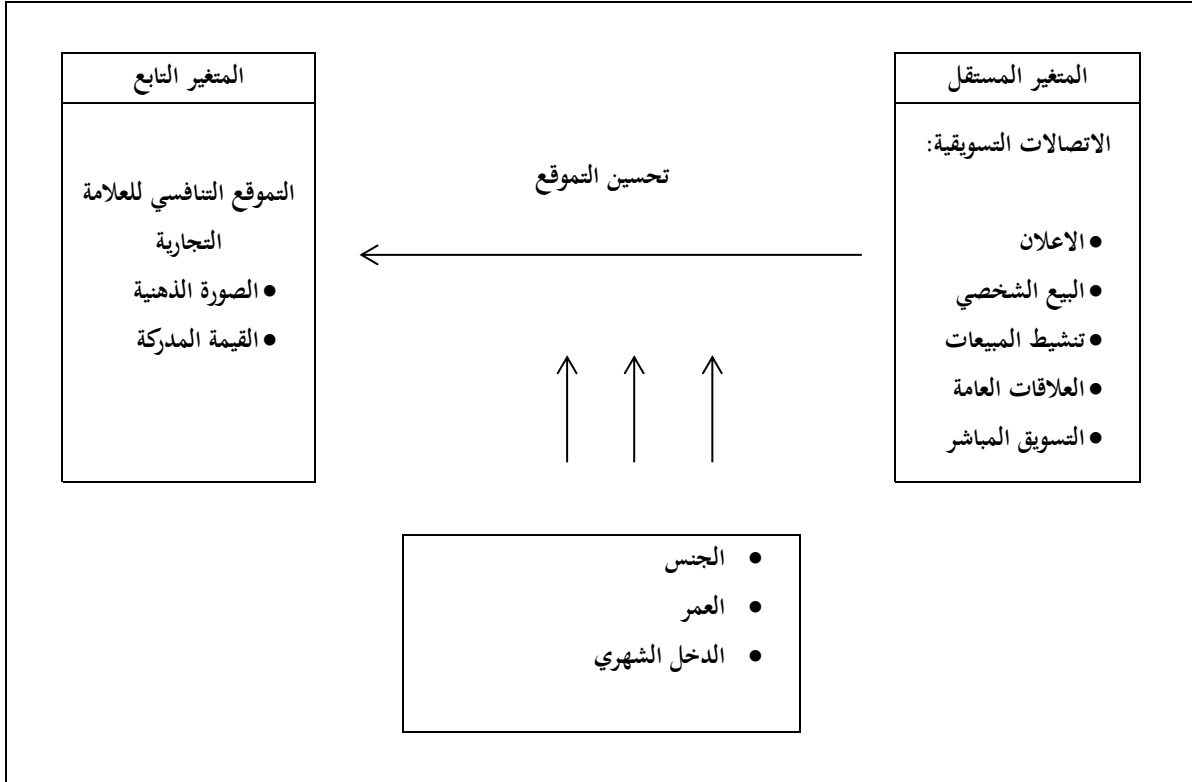 المتغير المستقل
الاتصالات التسويقية:
● الاعلان
● البيع الشخصي
● تنشيط المبيعات
● العلاقات العامة
● التسويق المباشر
تحسين التموقع
المتغير التابع
التموقع التنافسي للعلامة
التجارية
● الصورة الذهنية
● القيمة المدركة
● الجنس
● العمر
● الدخل الشهري